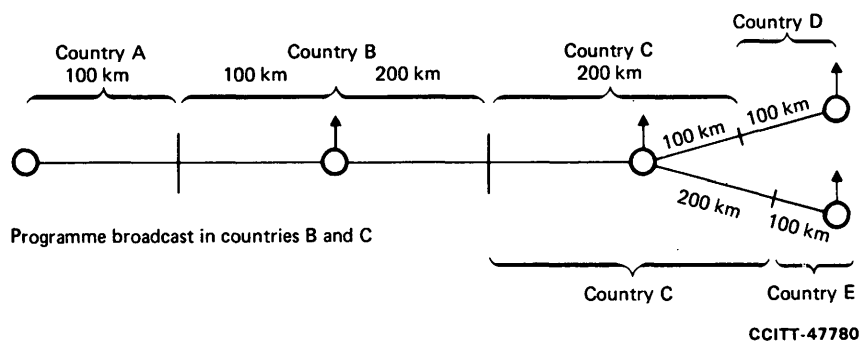 Country A
100 km
Country B
100 km 200 km
Country C
200 km
Country D
100 km
100 km
200 km
100 km
Programme broadcast in countries B and C
Country C
Country E
CCITT-47780